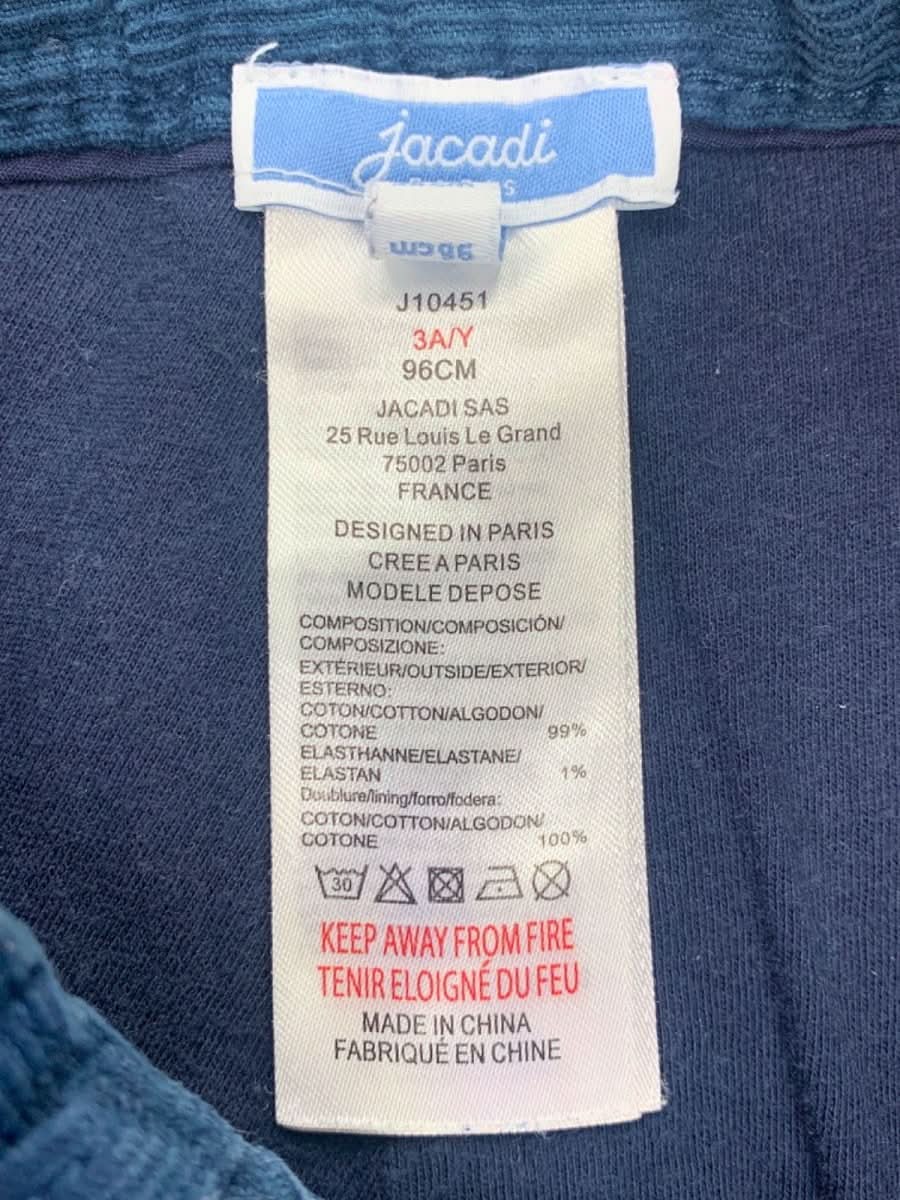 jacadi
96 cm
J10451
3A/Y
96CM
JACADI SAS
25 Rue Louis Le Grand
75002 Paris
FRANCE
DESIGNED IN PARIS
CREE A PARIS
MODELE DEPOSE
COMPOSITION/COMPOSICIÓN/
COMPOSIZIONE:
EXTÉRIEUR/OUTSIDE/EXTERIOR/
ESTERNO:
COTON/COTTON/ALGODON/
COTONE 99%
ELASTHANNE/ELASTANE/
ELASTAN 1%
Doublure/lining/forro/fodera:
COTON/COTTON/ALGODON/
COTONE 100%
30
KEEP AWAY FROM FIRE
TENIR ELOIGNÉ DU FEU
MADE IN CHINA
FABRIQUÉ EN CHINE